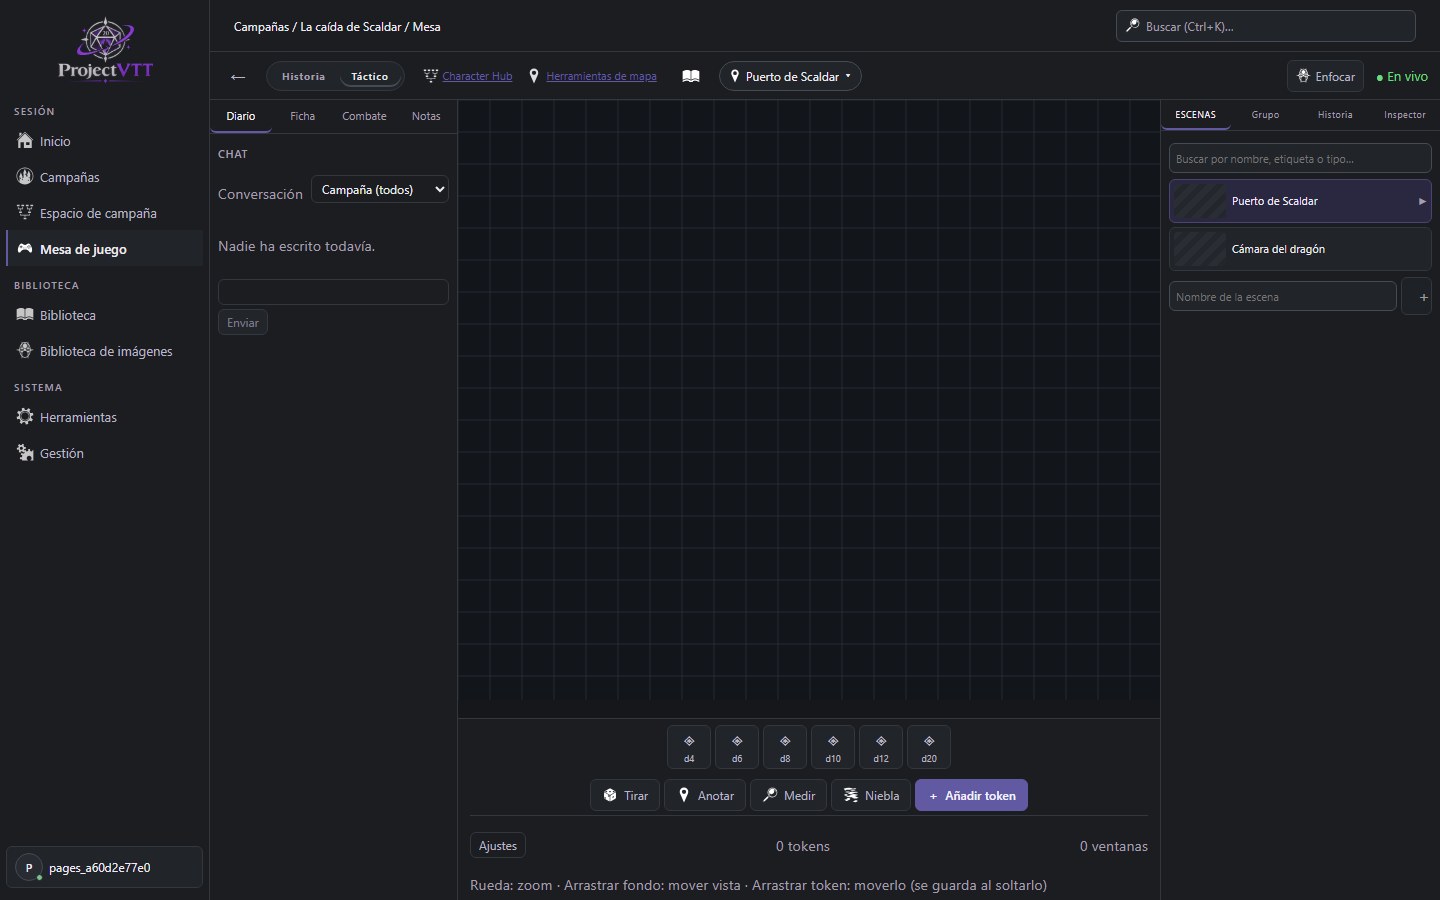 ProjectVTT
SESIÓN
Inicio
Campañas
Espacio de campaña
Mesa de juego
BIBLIOTECA
Biblioteca
Biblioteca de imágenes
SISTEMA
Herramientas
Gestión
P pages_a60d2e77e0
Campañas / La caída de Scaldar / Mesa
Buscar (Ctrl+K)...
← Historia Táctico Character Hub Herramientas de mapa Puerto de Scaldar Enfocar En vivo
Diario Ficha Combate Notas
CHAT
Conversación Campaña (todos)
Nadie ha escrito todavía.
Enviar
d4 d6 d8 d10 d12 d20
Tirar Anotar Medir Niebla + Añadir token
Ajustes 0 tokens 0 ventanas
Rueda: zoom · Arrastrar fondo: mover vista · Arrastrar token: moverlo (se guarda al soltarlo)
ESCENAS Grupo Historia Inspector
Buscar por nombre, etiqueta o tipo...
Puerto de Scaldar
Cámara del dragón
Nombre de la escena +